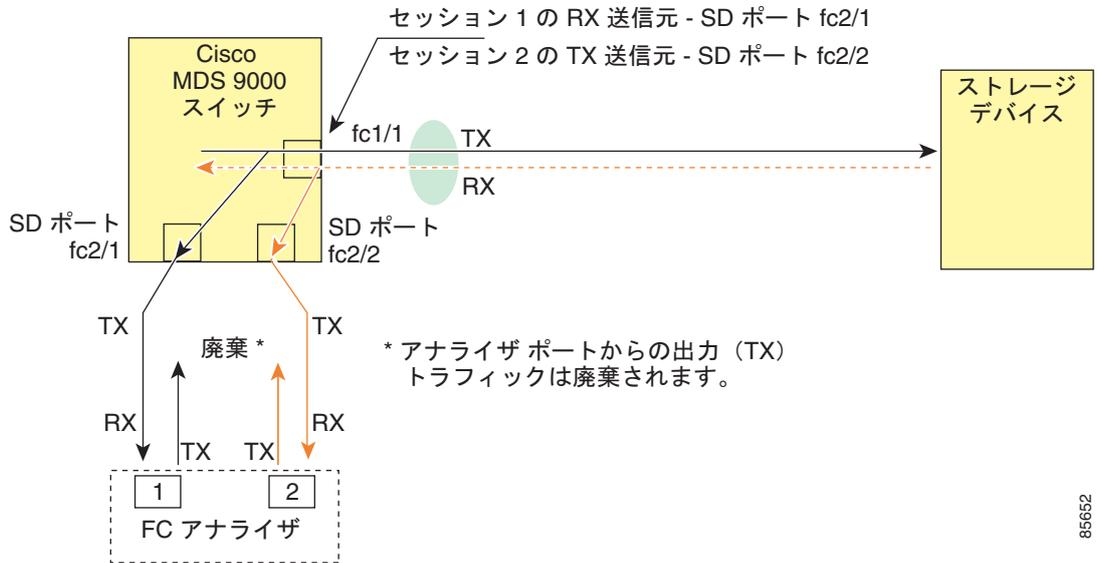 セッション 1 の RX 送信元 - SD ポート fc2/1
セッション 2 の TX 送信元 - SD ポート fc2/2
Cisco
MDS 9000
スイッチ
ストレージ
デバイス
fc1/1
TX
RX
SD ポート
fc2/1
SD ポート
fc2/2
TX
TX
廃棄 *
* アナライザ ポートからの出力（TX）
トラフィックは廃棄されます。
RX
TX
TX
RX
1
2
FC アナライザ
85652